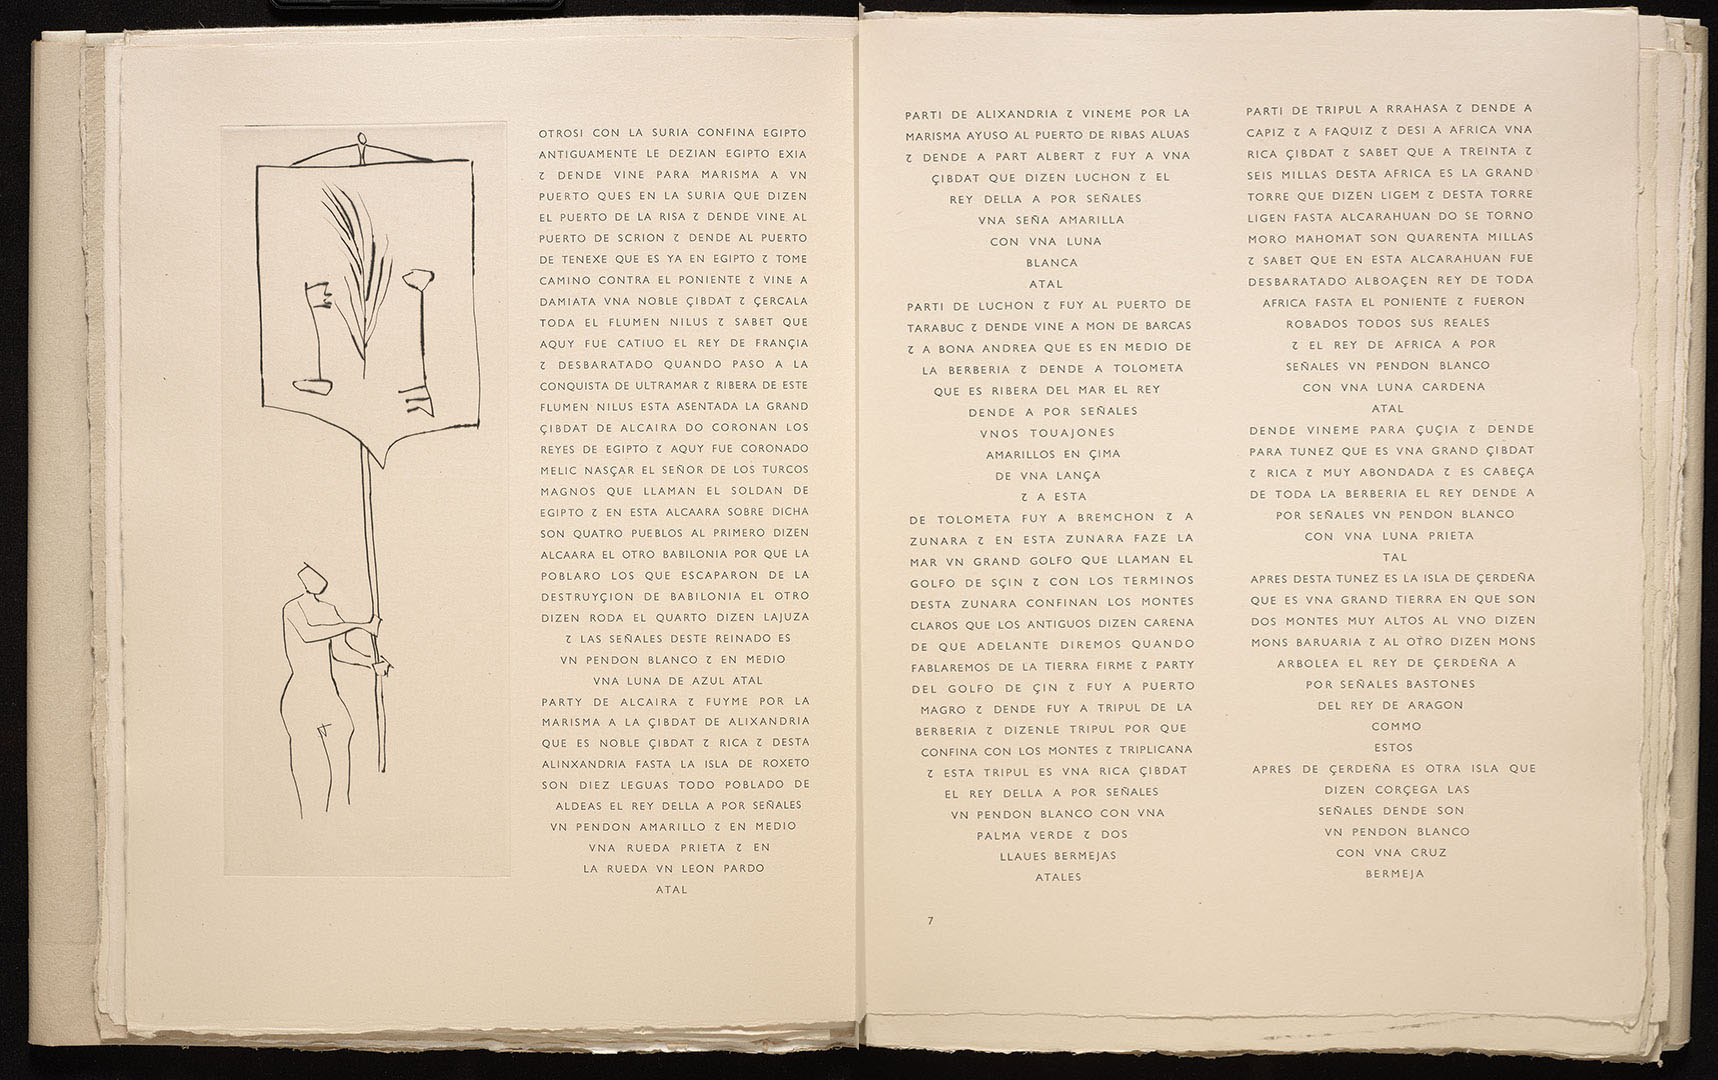 OTROSI CON LA SURIA CONFINA EGIPTO
ANTIGUAMENTE LE DEZIAN EGIPTO EXIA
⁊ DENDE VINE PARA MARISMA A VN
PUERTO QUES EN LA SURIA QUE DIZEN
EL PUERTO DE LA RISA ⁊ DENDE VINE AL
PUERTO DE SCRION ⁊ DENDE AL PUERTO
DE TENEXE QUE ES YA EN EGIPTO ⁊ TOME
CAMINO CONTRA EL PONIENTE ⁊ VINE A
DAMIATA VNA NOBLE ÇIBDAT ⁊ ÇERCALA
TODA EL FLUMEN NILUS ⁊ SABET QUE
AQUY FUE CATIUO EL REY DE FRANÇIA
⁊ DESBARATADO QUANDO PASO A LA
CONQUISTA DE ULTRAMAR ⁊ RIBERA DE ESTE
FLUMEN NILUS ESTA ASENTADA LA GRAND
ÇIBDAT DE ALCAIRA DO CORONAN LOS
REYES DE EGIPTO ⁊ AQUY FUE CORONADO
MELIC NASÇAR EL SEÑOR DE LOS TURCOS
MAGNOS QUE LLAMAN EL SOLDAN DE
EGIPTO ⁊ EN ESTA ALCAARA SOBRE DICHA
SON QUATRO PUEBLOS AL PRIMERO DIZEN
ALCAARA EL OTRO BABILONIA POR QUE LA
POBLARO LOS QUE ESCAPARON DE LA
DESTRUYÇION DE BABILONIA EL OTRO
DIZEN RODA EL QUARTO DIZEN LAJUZA
⁊ LAS SEÑALES DESTE REINADO ES
VN PENDON BLANCO ⁊ EN MEDIO
VNA LUNA DE AZUL ATAL
PARTY DE ALCAIRA ⁊ FUYME POR LA
MARISMA A LA ÇIBDAT DE ALIXANDRIA
QUE ES NOBLE ÇIBDAT ⁊ RICA ⁊ DESTA
ALINXANDRIA FASTA LA ISLA DE ROXETO
SON DIEZ LEGUAS TODO POBLADO DE
ALDEAS EL REY DELLA A POR SEÑALES
VN PENDON AMARILLO ⁊ EN MEDIO
VNA RUEDA PRIETA ⁊ EN
LA RUEDA VN LEON PARDO
ATAL
PARTI DE ALIXANDRIA ⁊ VINEME POR LA
MARISMA AYUSO AL PUERTO DE RIBAS ALUAS
⁊ DENDE A PART ALBERT ⁊ FUY A VNA
ÇIBDAT QUE DIZEN LUCHON ⁊ EL
REY DELLA A POR SEÑALES
VNA SEÑA AMARILLA
CON VNA LUNA
BLANCA
ATAL
PARTI DE LUCHON ⁊ FUY AL PUERTO DE
TARABUC ⁊ DENDE VINE A MON DE BARCAS
⁊ A BONA ANDREA QUE ES EN MEDIO DE
LA BERBERIA ⁊ DENDE A TOLOMETA
QUE ES RIBERA DEL MAR EL REY
DENDE A POR SEÑALES
VNOS TOUAJONES
AMARILLOS EN ÇIMA
DE VNA LANÇA
⁊ A ESTA
DE TOLOMETA FUY A BREMCHON ⁊ A
ZUNARA ⁊ EN ESTA ZUNARA FAZE LA
MAR VN GRAND GOLFO QUE LLAMAN EL
GOLFO DE SÇIN ⁊ CON LOS TERMINOS
DESTA ZUNARA CONFINAN LOS MONTES
CLAROS QUE LOS ANTIGUOS DIZEN CARENA
DE QUE ADELANTE DIREMOS QUANDO
FABLAREMOS DE LA TIERRA FIRME ⁊ PARTY
DEL GOLFO DE ÇIN ⁊ FUY A PUERTO
MAGRO ⁊ DENDE FUY A TRIPUL DE LA
BERBERIA ⁊ DIZENLE TRIPUL POR QUE
CONFINA CON LOS MONTES ⁊ TRIPLICANA
⁊ ESTA TRIPUL ES VNA RICA ÇIBDAT
EL REY DELLA A POR SEÑALES
VN PENDON BLANCO CON VNA
PALMA VERDE ⁊ DOS
LLAUES BERMEJAS
ATALES
7
PARTI DE TRIPUL A RRAHASA ⁊ DENDE A
CAPIZ ⁊ A FAQUIZ ⁊ DESI A AFRICA VNA
RICA ÇIBDAT ⁊ SABET QUE A TREINTA ⁊
SEIS MILLAS DESTA AFRICA ES LA GRAND
TORRE QUE DIZEN LIGEM ⁊ DESTA TORRE
LIGEN FASTA ALCARAHUAN DO SE TORNO
MORO MAHOMAT SON QUARENTA MILLAS
⁊ SABET QUE EN ESTA ALCARAHUAN FUE
DESBARATADO ALBOAÇEN REY DE TODA
AFRICA FASTA EL PONIENTE ⁊ FUERON
ROBADOS TODOS SUS REALES
⁊ EL REY DE AFRICA A POR
SEÑALES VN PENDON BLANCO
CON VNA LUNA CARDENA
ATAL
DENDE VINEME PARA ÇUÇIA ⁊ DENDE
PARA TUNEZ QUE ES VNA GRAND ÇIBDAT
⁊ RICA ⁊ MUY ABONDADA ⁊ ES CABEÇA
DE TODA LA BERBERIA EL REY DENDE A
POR SEÑALES VN PENDON BLANCO
CON VNA LUNA PRIETA
TAL
APRES DESTA TUNEZ ES LA ISLA DE ÇERDEÑA
QUE ES VNA GRAND TIERRA EN QUE SON
DOS MONTES MUY ALTOS AL VNO DIZEN
MONS BARUARIA ⁊ AL OTRO DIZEN MONS
ARBOLEA EL REY DE ÇERDEÑA A
POR SEÑALES BASTONES
DEL REY DE ARAGON
COMMO
ESTOS
APRES DE ÇERDEÑA ES OTRA ISLA QUE
DIZEN CORÇEGA LAS
SEÑALES DENDE SON
VN PENDON BLANCO
CON VNA CRUZ
BERMEJA